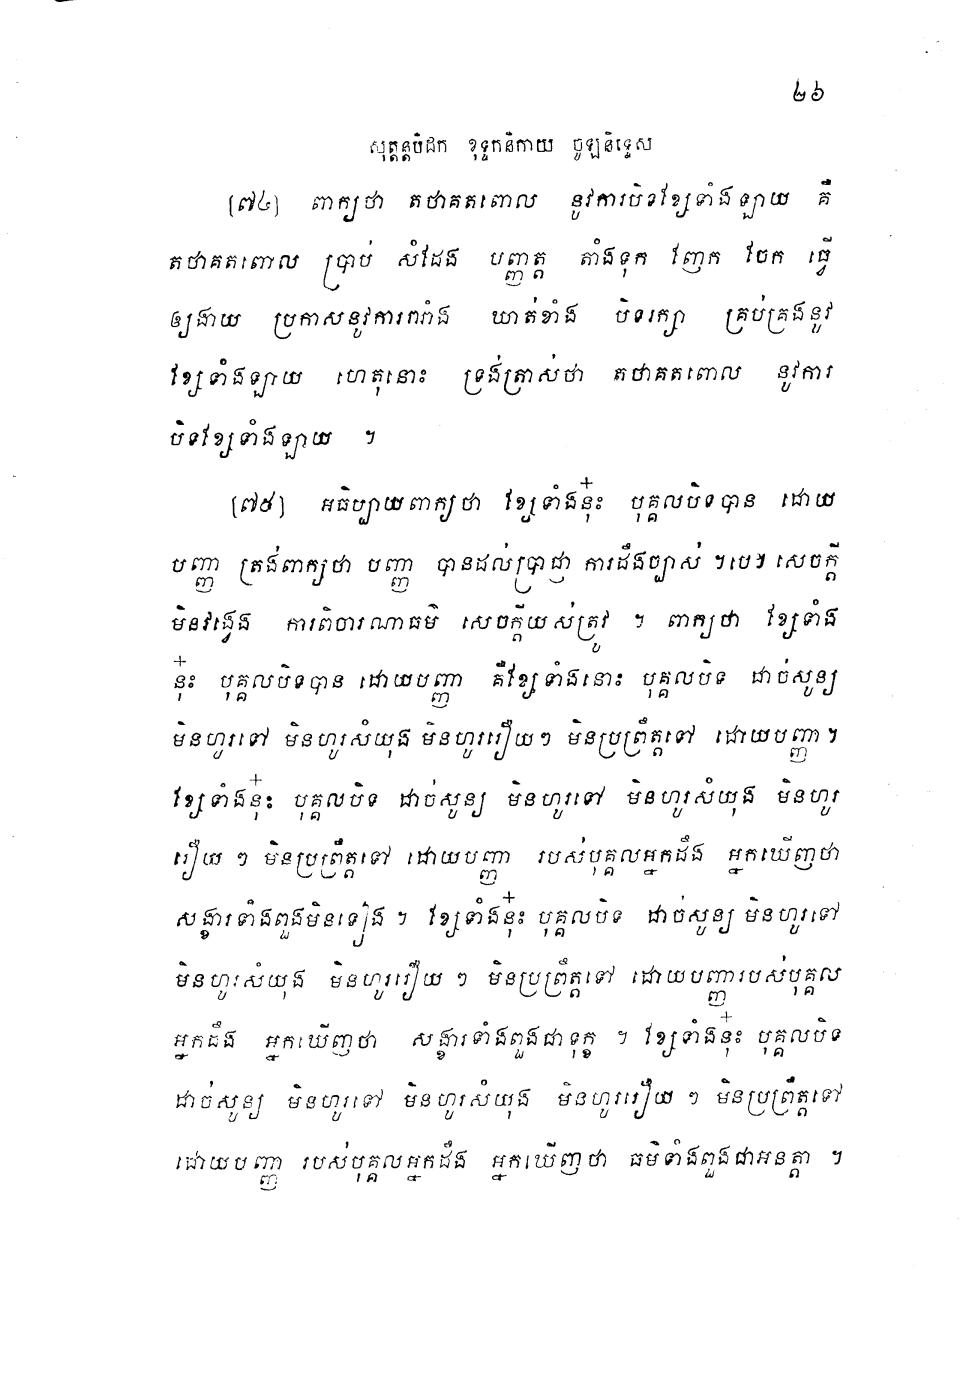 ២៦
សុត្តន្តបិដក ខុទ្ទកនិកាយ ចូឡនិទ្ទេស
[៧៤] ពាក្យថា តថាគតពោល នូវការបិទខ្សែទាំងឡាយ គឺ
តថាគតពោល ប្រាប់ សំដែង បញ្ញត្ត តាំងទុក ញែក ចែក ធ្វើ
ឲ្យងាយ ប្រកាសនូវការពារាំង ឃាត់ខាំង បិទរក្សា គ្រប់គ្រងនូវ
ខ្សែទាំងឡាយ ហេតុនោះ ទ្រង់ត្រាស់ថា តថាគតពោល នូវការ
បិទខ្សែទាំងឡាយ ។
[៧៥] អធិប្បាយពាក្យថា ខ្សែទាំងនុ៎ះ បុគ្គលបិទបាន ដោយ
បញ្ញា ត្រង់ពាក្យថា បញ្ញា បានដល់ប្រាជ្ញា ការដឹងច្បាស់ ។បេ។ សេចក្តី
មិនវង្វេង ការពិចារណាធម៌ សេចក្តីយល់ត្រូវ ។ ពាក្យថា ខ្សែទាំង
នុ៎ះ បុគ្គលបិទបាន ដោយបញ្ញា គឺខ្សែទាំងនោះ បុគ្គលបិទ ដាច់សូន្យ
មិនហូរទៅ មិនហូរសំយុង មិនហូររឿយៗ មិនប្រព្រឹត្តទៅ ដោយបញ្ញា ។
ខ្សែទាំងនុ៎ះ បុគ្គលបិទ ដាច់សូន្យ មិនហូរទៅ មិនហូរសំយុង មិនហូរ
រឿយ ៗ មិនប្រព្រឹត្តទៅ ដោយបញ្ញា របស់បុគ្គលអ្នកដឹង អ្នកឃើញថា
សង្ខារទាំងពួងមិនទៀង ។ ខ្សែទាំងនុ៎ះ បុគ្គលបិទ ដាច់សូន្យ មិនហូរទៅ
មិនហូរសំយុង មិនហូររឿយ ៗ មិនប្រព្រឹត្តទៅ ដោយបញ្ញារបស់បុគ្គល
អ្នកដឹង អ្នកឃើញថា សង្ខារទាំងពួងជាទុក្ខ ។ ខ្សែទាំងនុ៎ះ បុគ្គលបិទ
ដាច់សូន្យ មិនហូរទៅ មិនហូរសំយុង មិនហូររឿយ ៗ មិនប្រព្រឹត្តទៅ
ដោយបញ្ញា របស់បុគ្គលអ្នកដឹង អ្នកឃើញថា ធម៌ទាំងពួងជាអនត្តា ។